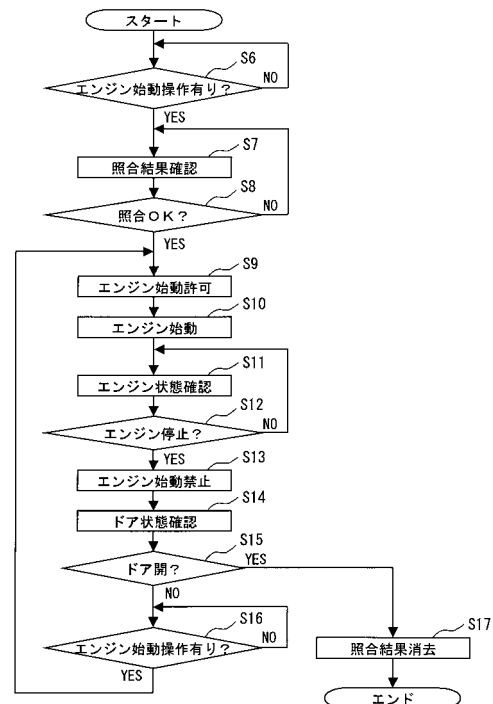 スタート
S6
エンジン始動操作有り?
NO
YES
S7
照合結果確認
S8
照合OK?
NO
YES
S9
エンジン始動許可
S10
エンジン始動
S11
エンジン状態確認
S12
エンジン停止?
NO
YES
S13
エンジン始動禁止
S14
ドア状態確認
S15
ドア開?
YES
NO
S16
エンジン始動操作有り?
NO
YES
S17
照合結果消去
エンド